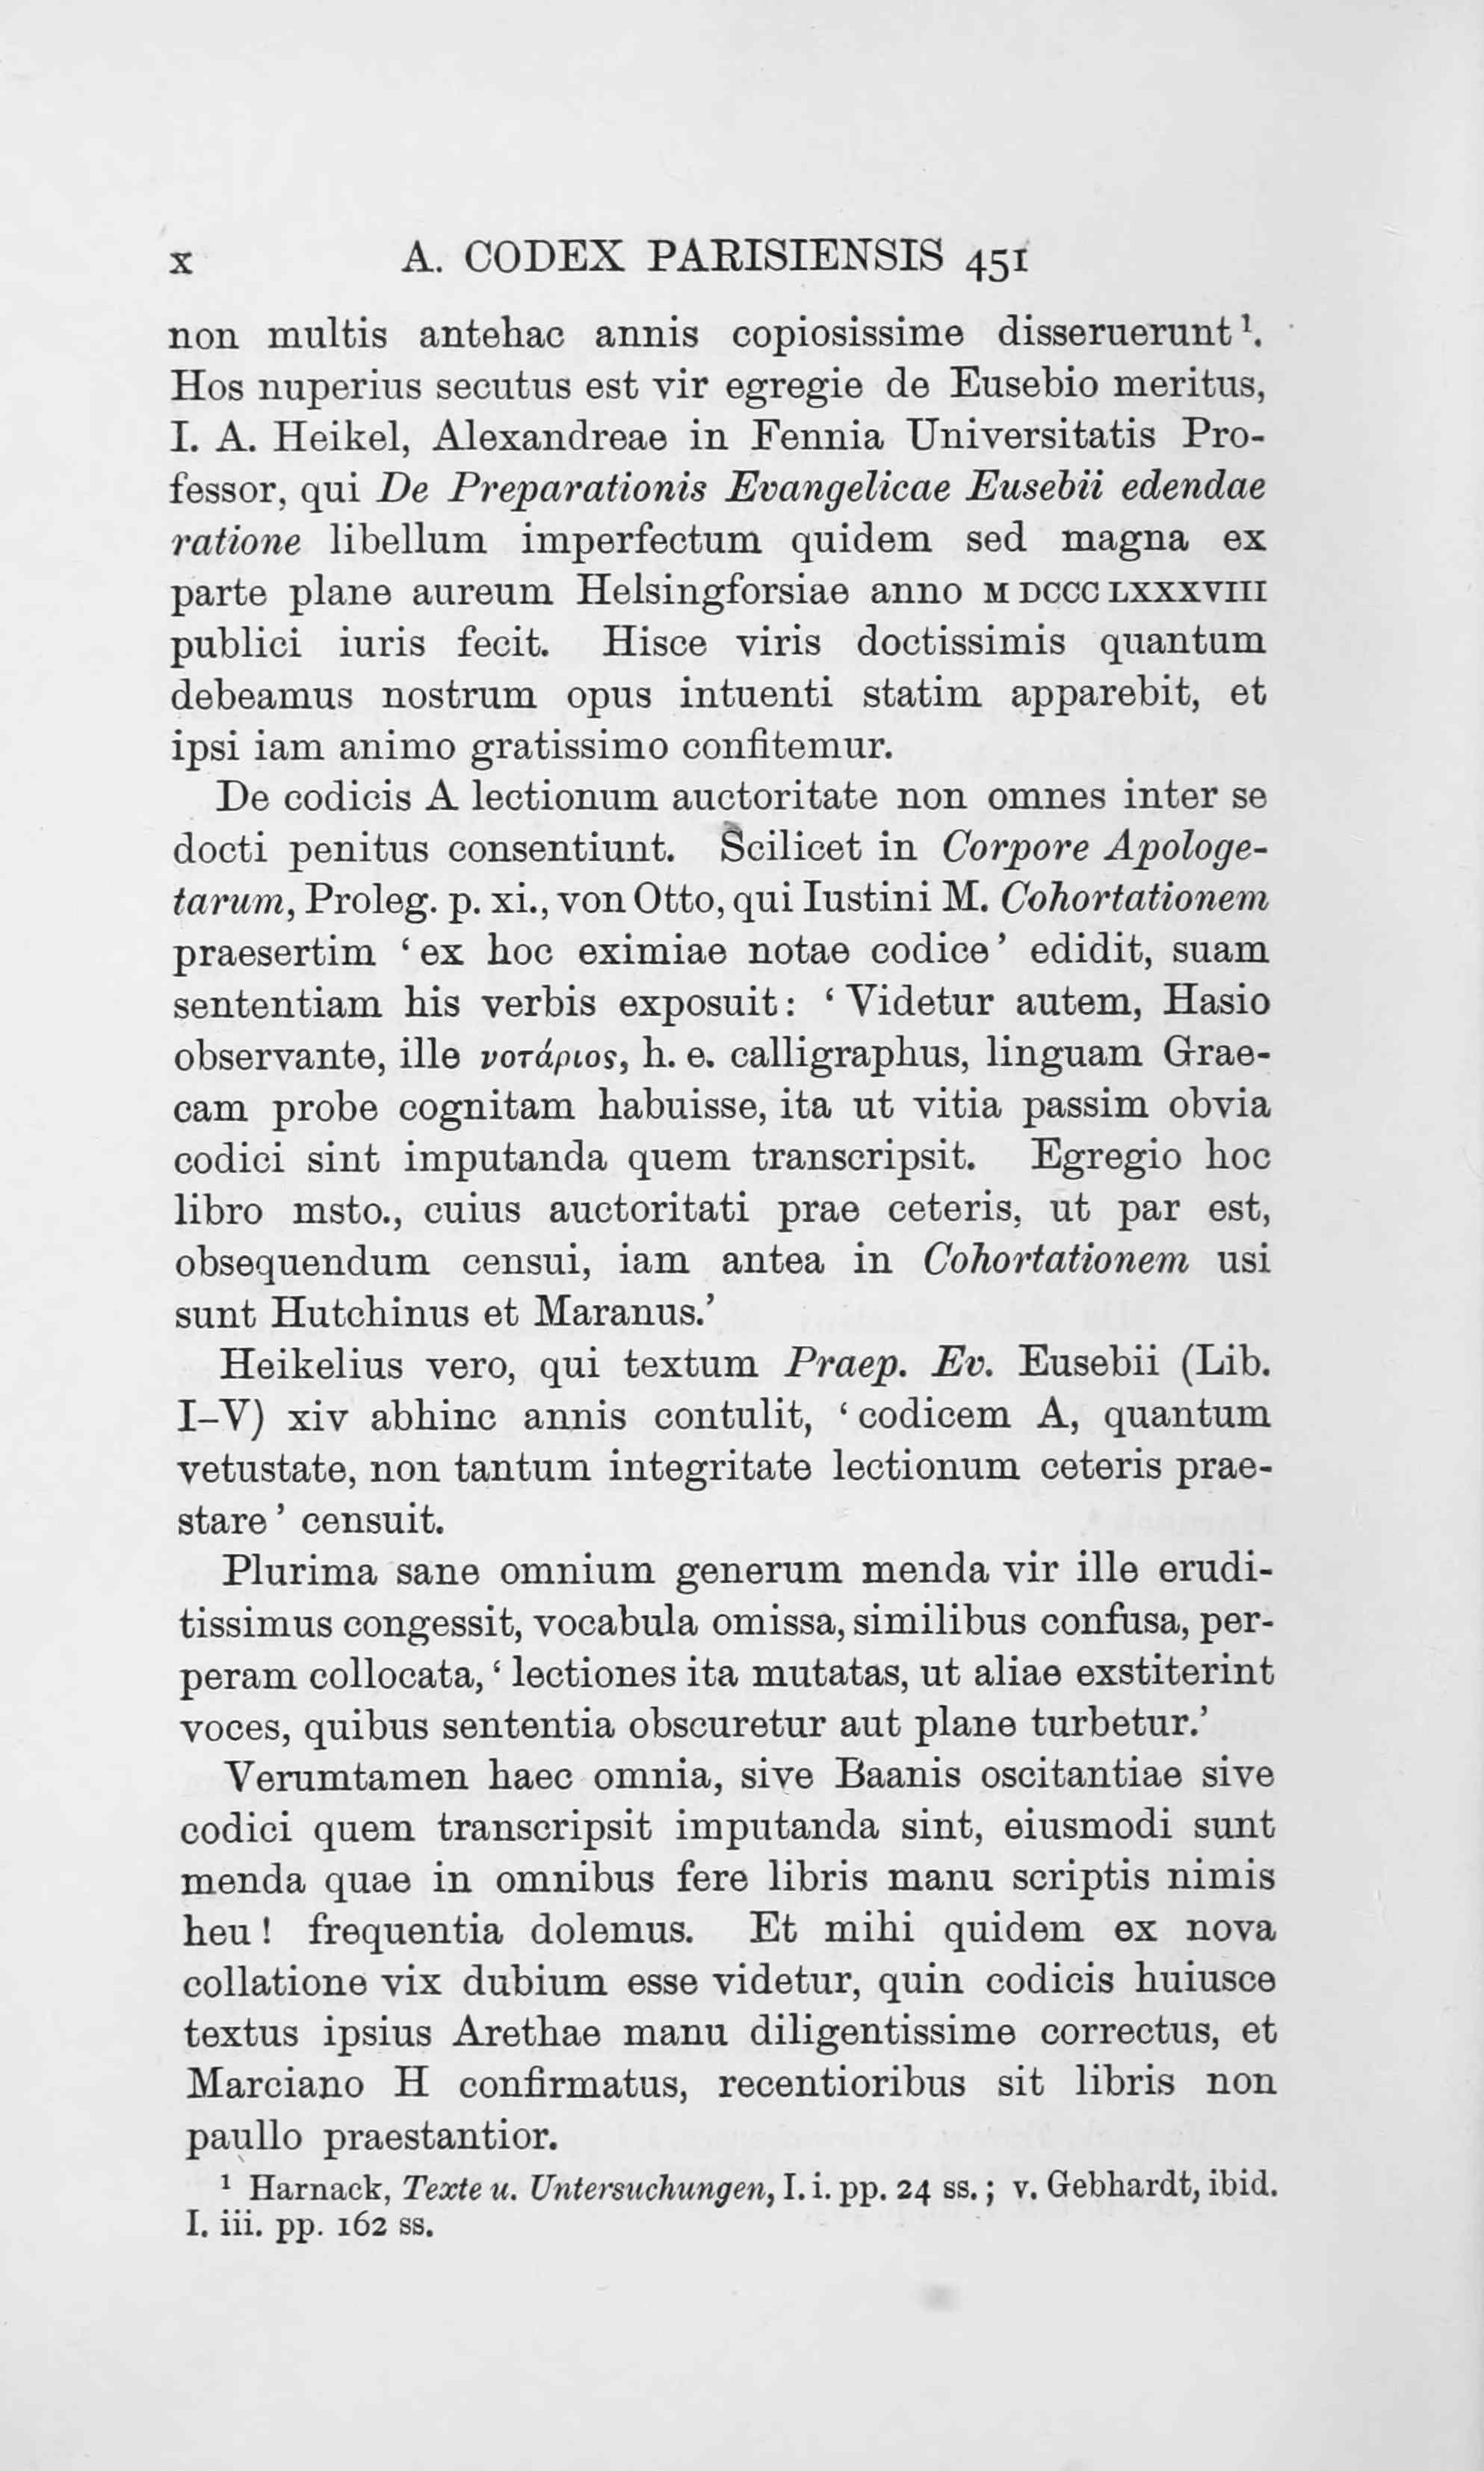 x A. CODEX PARISIENSIS 451
non multis antehac annis copiosissime disseruerunt¹.
Hos nuperius secutus est vir egregie de Eusebio meritus,
I. A. Heikel, Alexandreae in Fennia Universitatis Pro-
fessor, qui De Preparationis Evangelicae Eusebii edendae
ratione libellum imperfectum quidem sed magna ex
parte plane aureum Helsingforsiae anno M DCCC LXXXVIII
publici iuris fecit. Hisce viris doctissimis quantum
debeamus nostrum opus intuenti statim apparebit, et
ipsi iam animo gratissimo confitemur.
De codicis A lectionum auctoritate non omnes inter se
docti penitus consentiunt. Scilicet in Corpore Apologe-
tarum, Proleg. p. xi., von Otto, qui Iustini M. Cohortationem
praesertim ‘ex hoc eximiae notae codice’ edidit, suam
sententiam his verbis exposuit: ‘Videtur autem, Hasio
observante, ille νοτάριος, h. e. calligraphus, linguam Grae-
cam probe cognitam habuisse, ita ut vitia passim obvia
codici sint imputanda quem transcripsit. Egregio hoc
libro msto., cuius auctoritati prae ceteris, ut par est,
obsequendum censui, iam antea in Cohortationem usi
sunt Hutchinus et Maranus.’
Heikelius vero, qui textum Praep. Ev. Eusebii (Lib.
I–V) xiv abhinc annis contulit, ‘codicem A, quantum
vetustate, non tantum integritate lectionum ceteris prae-
stare’ censuit.
Plurima sane omnium generum menda vir ille erudi-
tissimus congessit, vocabula omissa, similibus confusa, per-
peram collocata, ‘lectiones ita mutatas, ut aliae exstiterint
voces, quibus sententia obscuretur aut plane turbetur.’
Verumtamen haec omnia, sive Baanis oscitantiae sive
codici quem transcripsit imputanda sint, eiusmodi sunt
menda quae in omnibus fere libris manu scriptis nimis
heu! frequentia dolemus. Et mihi quidem ex nova
collatione vix dubium esse videtur, quin codicis huiusce
textus ipsius Arethae manu diligentissime correctus, et
Marciano H confirmatus, recentioribus sit libris non
paullo praestantior.
¹ Harnack, Texte u. Untersuchungen, I. i. pp. 24 ss.; v. Gebhardt, ibid.
I. iii. pp. 162 ss.